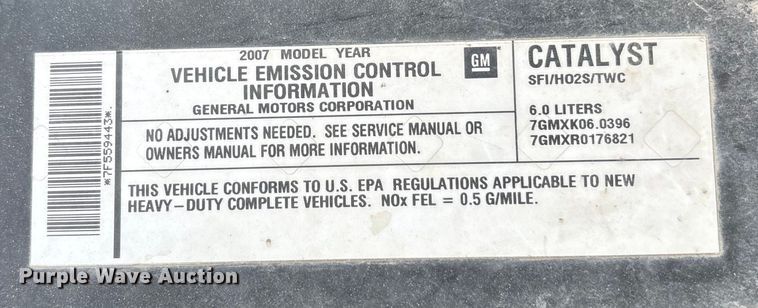 *7F559443*.
2007 MODEL YEAR
VEHICLE EMISSION CONTROL
INFORMATION
GENERAL MOTORS CORPORATION
GM
CATALYST
SFI/HO2S/TWC
NO ADJUSTMENTS NEEDED. SEE SERVICE MANUAL OR
OWNERS MANUAL FOR MORE INFORMATION.
6.0 LITERS
7GMXK06.0396
7GMXR0176821
THIS VEHICLE CONFORMS TO U.S. EPA REGULATIONS APPLICABLE TO NEW
HEAVY-DUTY COMPLETE VEHICLES. NOx FEL = 0.5 G/MILE.
Purple Wave Auction